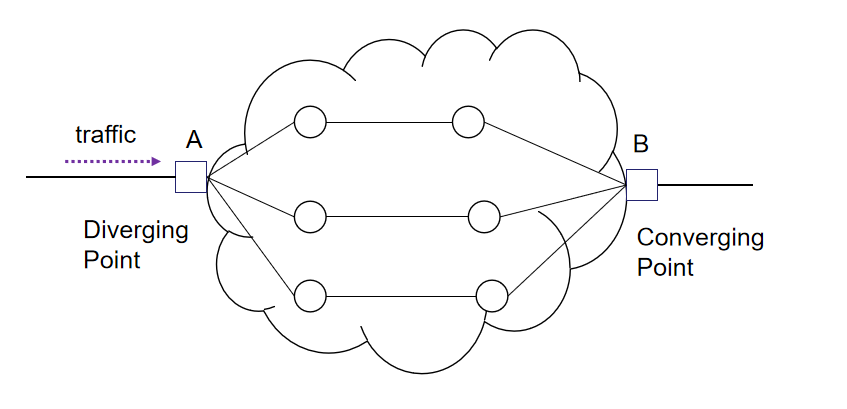 traffic
A
B
Diverging
Point
Converging
Point